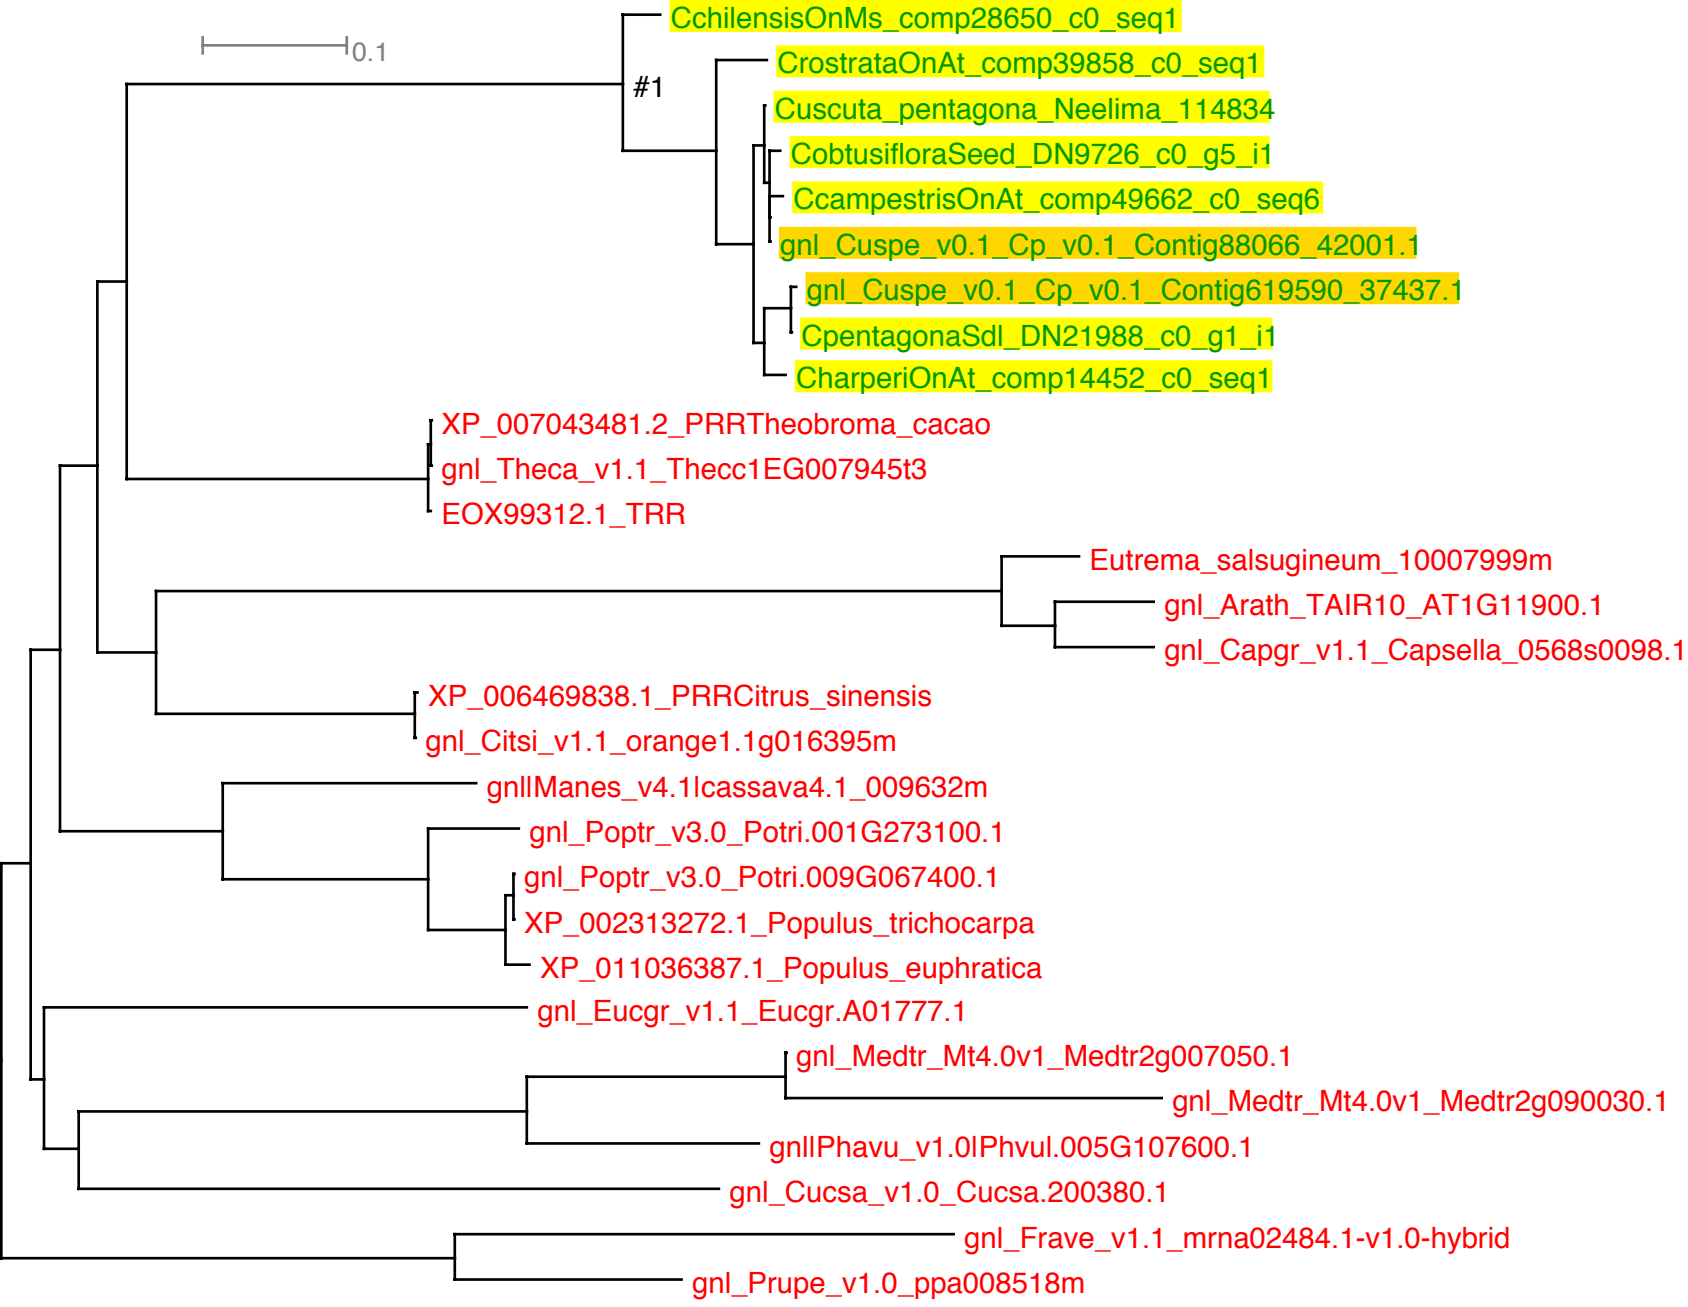 CchilensisOnMs_comp28650_c0_seq1
0.1
CrostrataOnAt_comp39858_c0_seq1
#1
Cuscuta_pentagona_Neelima_114834
CobtusifloraSeed_DN9726_c0_g5_i1
CcampestrisOnAt_comp49662_c0_seq6
gnl_Cuspe_v0.1_Cp_v0.1_Contig88066_42001.1
gnl_Cuspe_v0.1_Cp_v0.1_Contig619590_37437.1
CpentagonaSdl_DN21988_c0_g1_i1
CharperiOnAt_comp14452_c0_seq1
XP_007043481.2_PRRTheobroma_cacao
gnl_Theca_v1.1_Thecc1EG007945t3
EOX99312.1_TRR
Eutrema_salsugineum_10007999m
gnl_Arath_TAIR10_AT1G11900.1
gnl_Capgr_v1.1_Capsella_0568s0098.1
XP_006469838.1_PRRCitrus_sinensis
gnl_Citsi_v1.1_orange1.1g016395m
gnl|Manes_v4.1|cassava4.1_009632m
gnl_Poptr_v3.0_Potri.001G273100.1
gnl_Poptr_v3.0_Potri.009G067400.1
XP_002313272.1_Populus_trichocarpa
XP_011036387.1_Populus_euphratica
gnl_Eucgr_v1.1_Eucgr.A01777.1
gnl_Medtr_Mt4.0v1_Medtr2g007050.1
gnl_Medtr_Mt4.0v1_Medtr2g090030.1
gnl|Phavu_v1.0|Phvul.005G107600.1
gnl_Cucsa_v1.0_Cucsa.200380.1
gnl_Frave_v1.1_mrna02484.1-v1.0-hybrid
gnl_Prupe_v1.0_ppa008518m